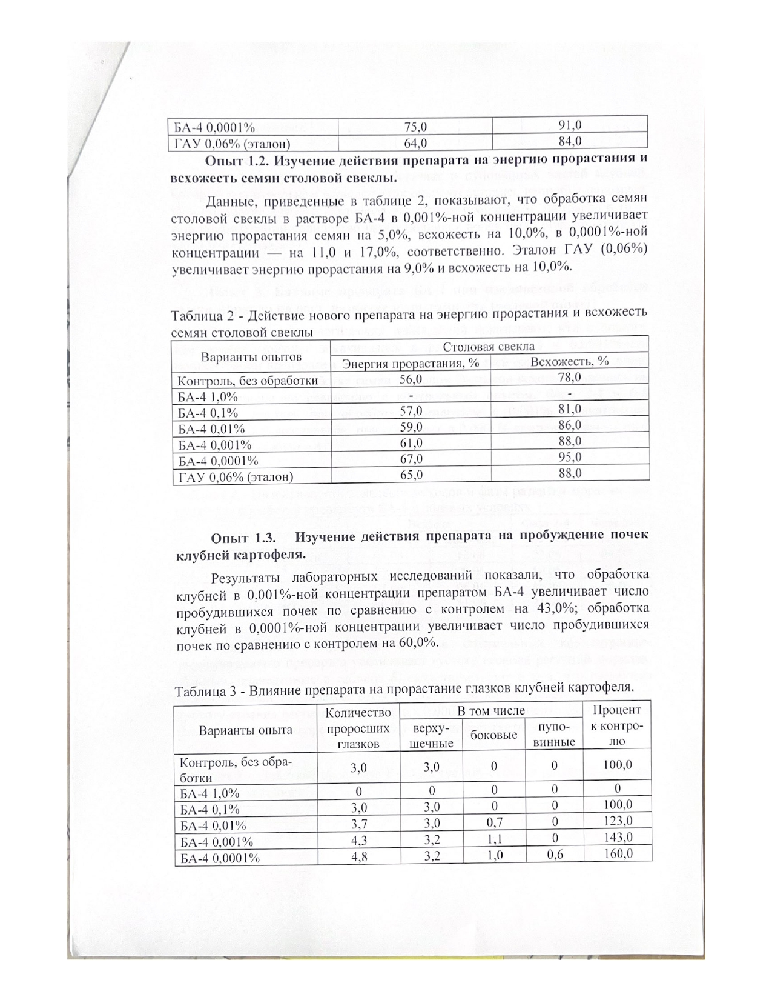 БА-4 0,0001% 75,0 91,0
ГАУ 0,06% (эталон) 64,0 84,0
Опыт 1.2. Изучение действия препарата на энергию прорастания и
всхожесть семян столовой свеклы.
Данные, приведенные в таблице 2, показывают, что обработка семян
столовой свеклы в растворе БА-4 в 0,001%-ной концентрации увеличивает
энергию прорастания семян на 5,0%, всхожесть на 10,0%, в 0,0001%-ной
концентрации — на 11,0 и 17,0%, соответственно. Эталон ГАУ (0,06%)
увеличивает энергию прорастания на 9,0% и всхожесть на 10,0%.
Таблица 2 - Действие нового препарата на энергию прорастания и всхожесть
семян столовой свеклы
Варианты опытов Столовая свекла
Энергия прорастания, % Всхожесть, %
Контроль, без обработки 56,0 78,0
БА-4 1,0% - -
БА-4 0,1% 57,0 81,0
БА-4 0,01% 59,0 86,0
БА-4 0,001% 61,0 88,0
БА-4 0,0001% 67,0 95,0
ГАУ 0,06% (эталон) 65,0 88,0
Опыт 1.3. Изучение действия препарата на пробуждение почек
клубней картофеля.
Результаты лабораторных исследований показали, что обработка
клубней в 0,001%-ной концентрации препаратом БА-4 увеличивает число
пробудившихся почек по сравнению с контролем на 43,0%; обработка
клубней в 0,0001%-ной концентрации увеличивает число пробудившихся
почек по сравнению с контролем на 60,0%.
Таблица 3 - Влияние препарата на прорастание глазков клубней картофеля.
Варианты опыта
Количество
проросших
глазков
В том числе
верху-
шечные
боковые
пупо-
винные
Процент
к контро-
лю
Контроль, без обра-
ботки 3,0 3,0 0 0 100,0
БА-4 1,0% 0 0 0 0 0
БА-4 0,1% 3,0 3,0 0 0 100,0
БА-4 0,01% 3,7 3,0 0,7 0 123,0
БА-4 0,001% 4,3 3,2 1,1 0 143,0
БА-4 0,0001% 4,8 3,2 1,0 0,6 160,0